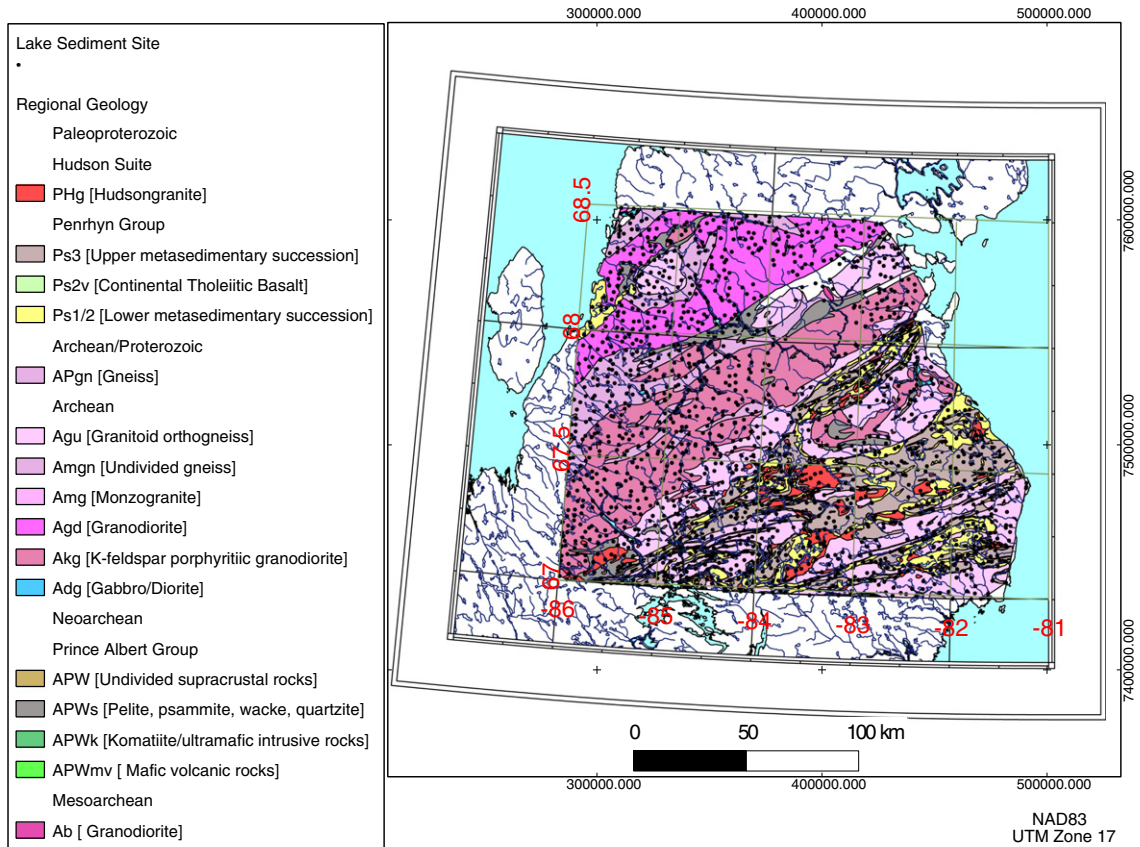 Lake Sediment Site
Regional Geology
Paleoproterozoic
Hudson Suite
PHg [Hudsongranite]
Penrhyn Group
Ps3 [Upper metasedimentary succession]
Ps2v [Continental Tholeiitic Basalt]
Ps1/2 [Lower metasedimentary succession]
Archean/Proterozoic
APgn [Gneiss]
Archean
Agu [Granitoid orthogneiss]
Amgn [Undivided gneiss]
Amg [Monzogranite]
Agd [Granodiorite]
Akg [K-feldspar porphyritiic granodiorite]
Adg [Gabbro/Diorite]
Neoarchean
Prince Albert Group
APW [Undivided supracrustal rocks]
APWs [Pelite, psammite, wacke, quartzite]
APWk [Komatiite/ultramafic intrusive rocks]
APWmv [ Mafic volcanic rocks]
Mesoarchean
Ab [ Granodiorite]
300000.000 400000.000 500000.000
68.5
68
67.5
67
-86 -85 -84 -83 -82 -81
7600000.000
7500000.000
7400000.000
0 50 100 km
300000.000 400000.000 500000.000
NAD83
UTM Zone 17